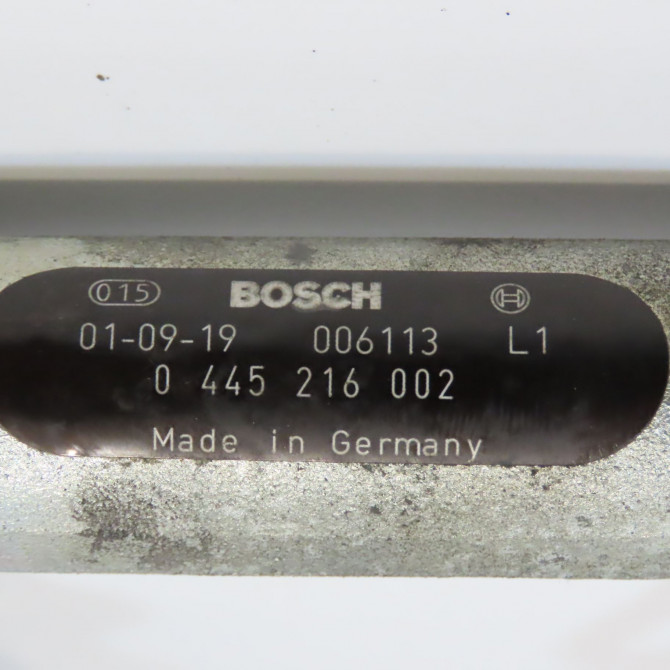 015 BOSCH
01-09-19 006113 L1
0 445 216 002
Made in Germany